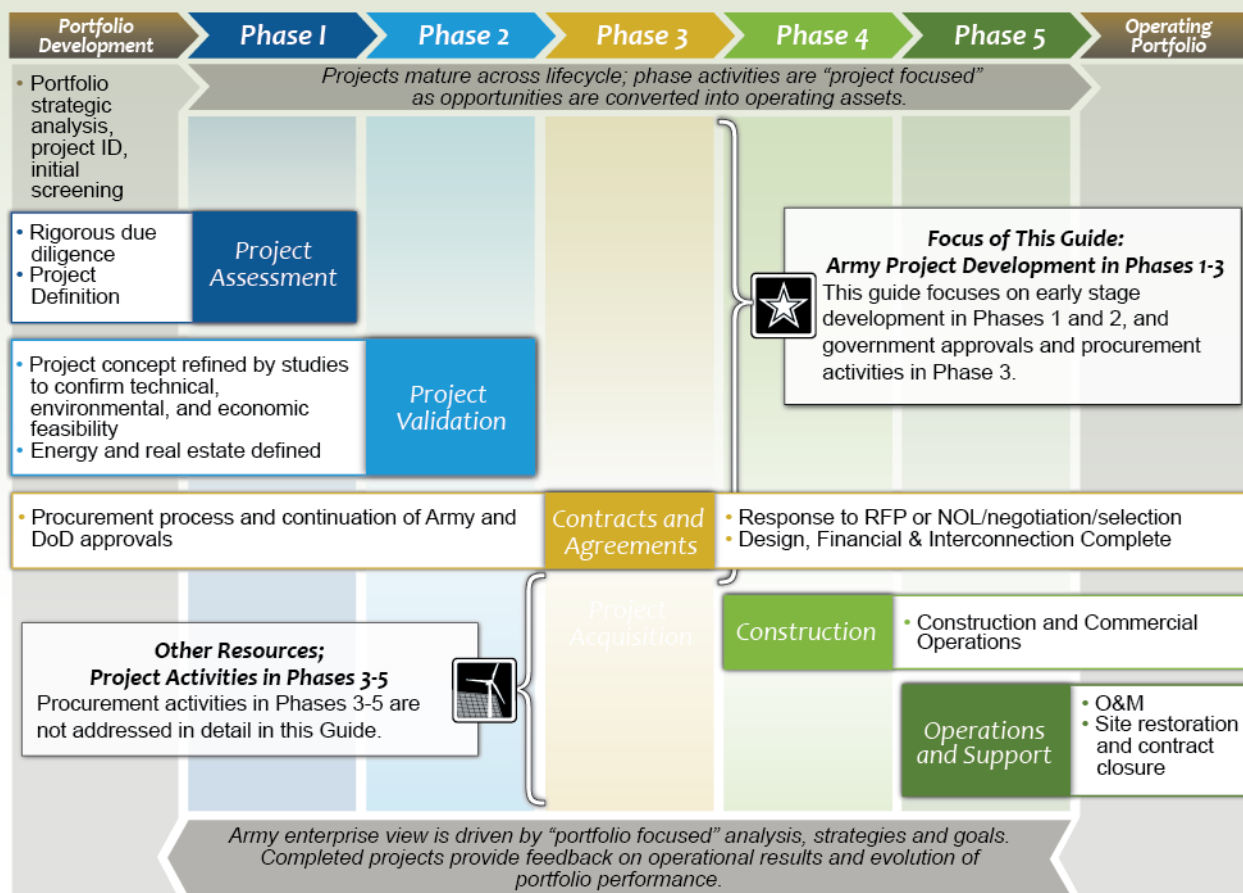 Portfolio
Development
Phase I
Phase 2
Phase 3
Phase 4
Phase 5
Operating
Portfolio
Projects mature across lifecycle; phase activities are “project focused”
as opportunities are converted into operating assets.
• Portfolio
strategic
analysis,
project ID,
initial
screening
• Rigorous due
diligence
• Project
Definition
Project
Assessment
Focus of This Guide:
Army Project Development in Phases 1-3
This guide focuses on early stage
development in Phases 1 and 2, and
government approvals and procurement
activities in Phase 3.
• Project concept refined by studies
to confirm technical,
environmental, and economic
feasibility
• Energy and real estate defined
Project
Validation
• Procurement process and continuation of Army and
DoD approvals
Contracts and
Agreements
• Response to RFP or NOL/negotiation/selection
• Design, Financial & Interconnection Complete
Project
Acquisition
Construction
• Construction and Commercial
Operations
Other Resources;
Project Activities in Phases 3-5
Procurement activities in Phases 3-5 are
not addressed in detail in this Guide.
Operations
and Support
• O&M
• Site restoration
and contract
closure
Army enterprise view is driven by “portfolio focused” analysis, strategies and goals.
Completed projects provide feedback on operational results and evolution of
portfolio performance.